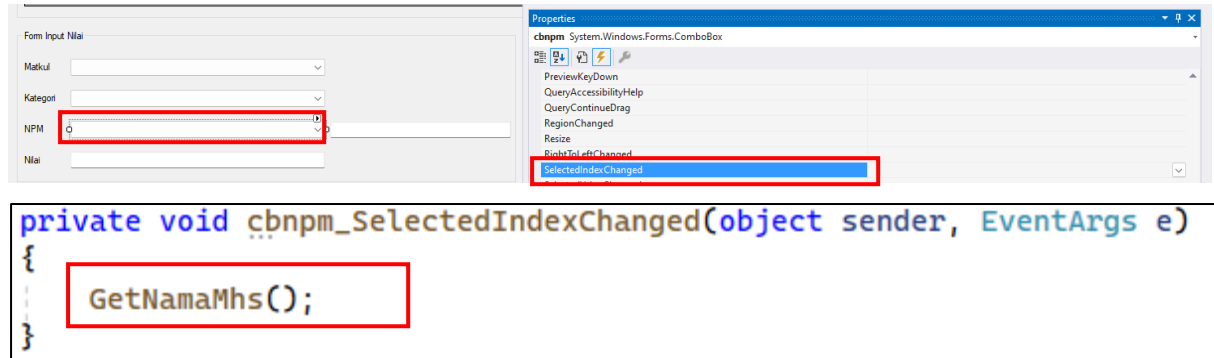 Form Input Nilai
Matkul
Kategori
NPM
Nilai
Properties
cbnpm System.Windows.Forms.ComboBox
PreviewKeyDown
QueryAccessibilityHelp
QueryContinueDrag
RegionChanged
Resize
RightToLeftChanged
SelectedIndexChanged
private void cbnpm_SelectedIndexChanged(object sender, EventArgs e)
{
GetNamaMhs();
}